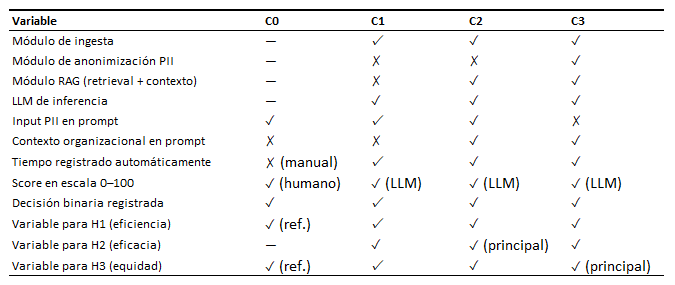 Variable C0 C1 C2 C3
Módulo de ingesta — ✓ ✓ ✓
Módulo de anonimización PII — ✗ ✗ ✓
Módulo RAG (retrieval + contexto) — ✗ ✓ ✓
LLM de inferencia — ✓ ✓ ✓
Input PII en prompt ✓ ✓ ✓ ✗
Contexto organizacional en prompt ✗ ✗ ✓ ✓
Tiempo registrado automáticamente ✗ (manual) ✓ ✓ ✓
Score en escala 0–100 ✓ (humano) ✓ (LLM) ✓ (LLM) ✓ (LLM)
Decisión binaria registrada ✓ ✓ ✓ ✓
Variable para H1 (eficiencia) ✓ (ref.) ✓ ✓ ✓
Variable para H2 (eficacia) — ✓ ✓ (principal) ✓
Variable para H3 (equidad) ✓ (ref.) ✓ ✓ ✓ (principal)